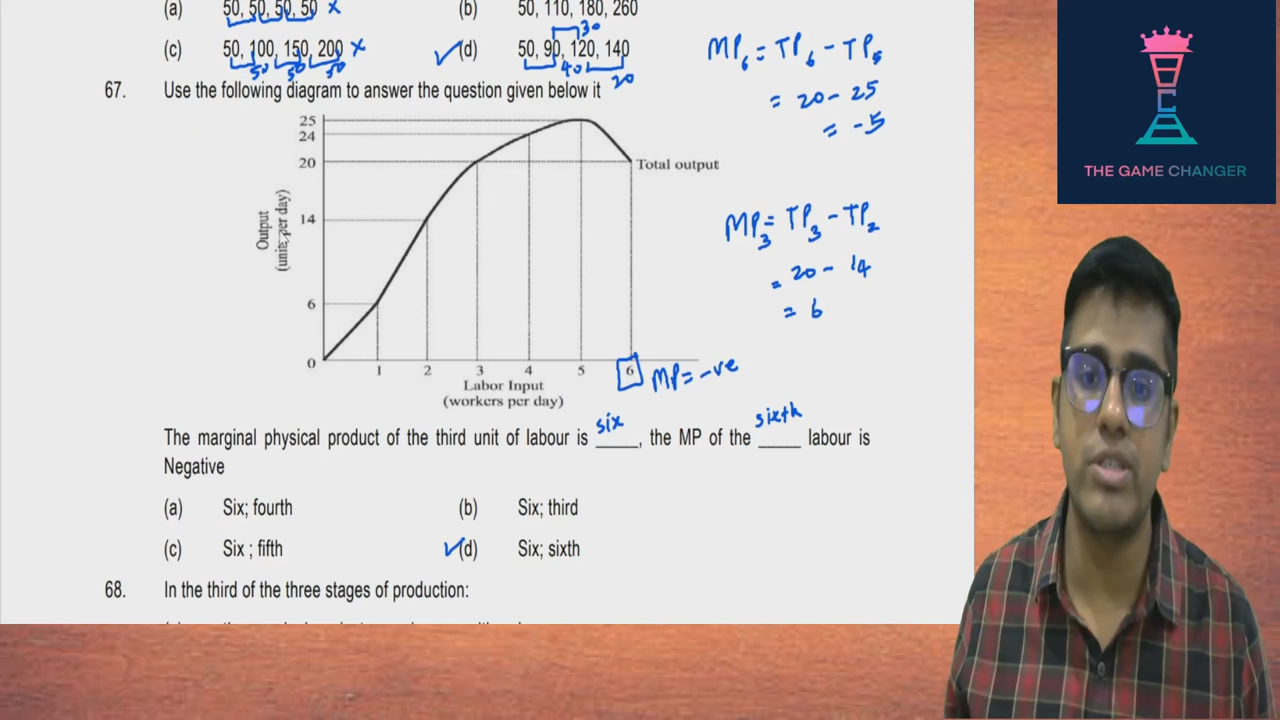 (a) 50, 50, 50, 50 x (b) 50, 110, 180, 260
30
(c) 50, 100, 150, 200 x ✓(d) 50, 90, 120, 140
50 50 50 40 20
67. Use the following diagram to answer the question given below it
MP6 = TP6 - TP5
= 20 - 25
= -5
THE GAME CHANGER
25
24
20
14
6
0
Output
(units per day)
Total output
MP3 = TP3 - TP2
= 20 - 14
= 6
1 2 3 4 5 6 MP = -ve
Labor Input
(workers per day)
six sixth
The marginal physical product of the third unit of labour is _____, the MP of the _____ labour is
Negative
(a) Six; fourth (b) Six; third
(c) Six ; fifth ✓(d) Six; sixth
68. In the third of the three stages of production: